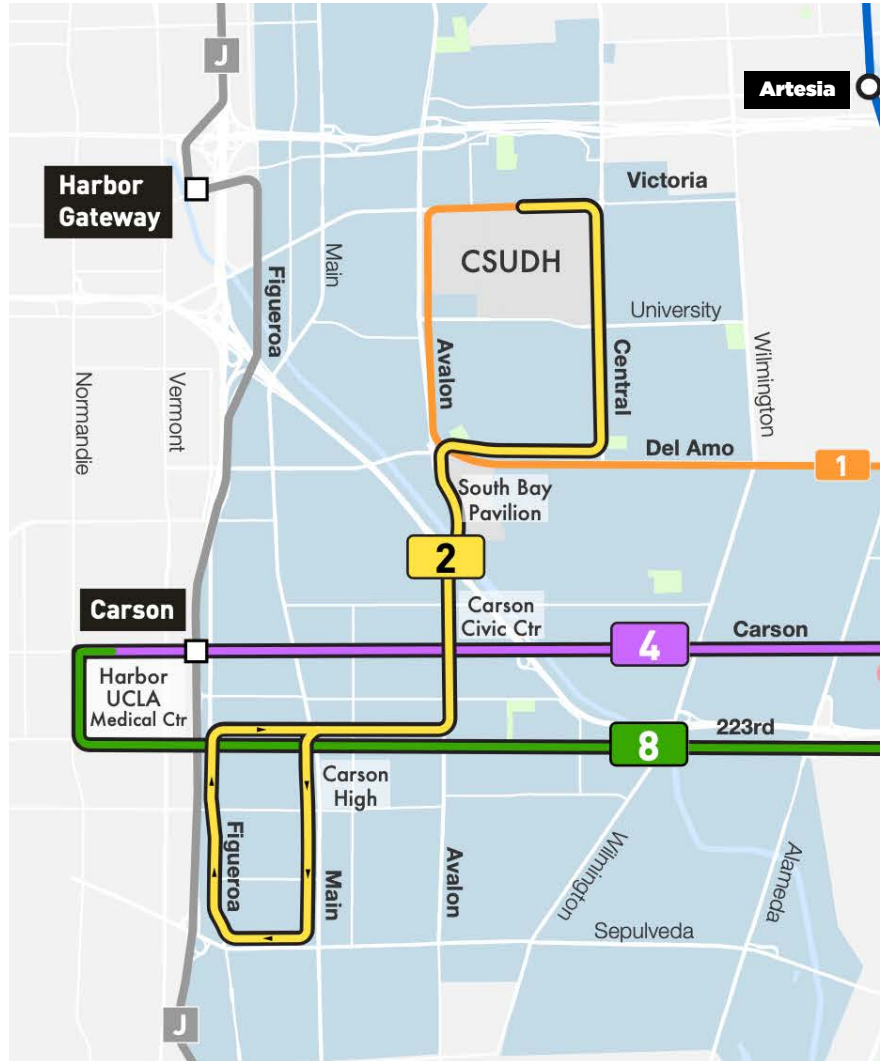 J
Artesia
Harbor
Gateway
Victoria
Main
CSUDH
Figueroa
University
Avalon
Central
Wilmington
Normandie
Vermont
Del Amo
1
South Bay
Pavilion
2
Carson
Carson
Civic Ctr
4
Carson
Harbor
UCLA
Medical Ctr
8
223rd
Carson
High
Figueroa
Main
Avalon
Wilmington
Alameda
Sepulveda
J